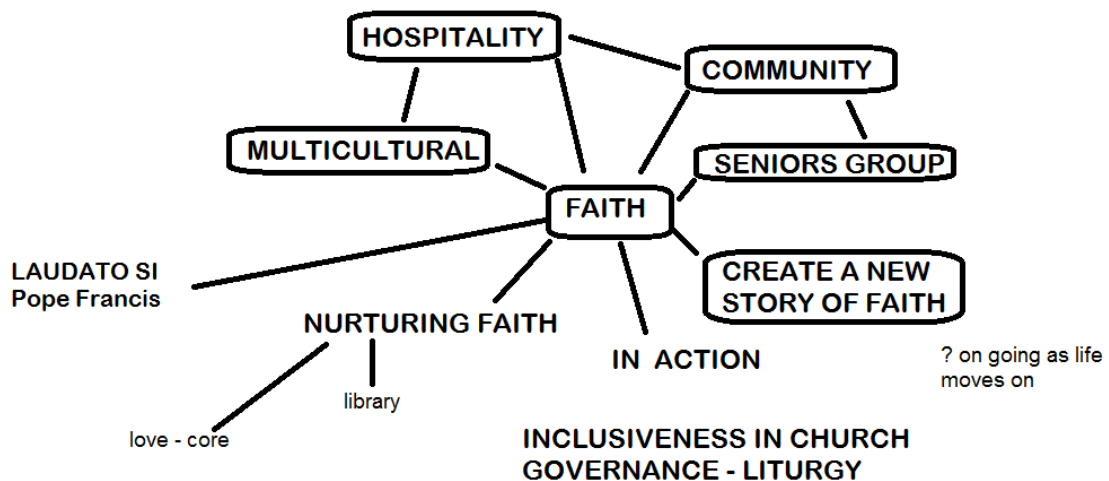 HOSPITALITY
COMMUNITY
MULTICULTURAL
SENIORS GROUP
FAITH
LAUDATO SI
Pope Francis
CREATE A NEW
STORY OF FAITH
NURTURING FAITH
IN ACTION
? on going as life
moves on
library
love - core
INCLUSIVENESS IN CHURCH
GOVERNANCE - LITURGY